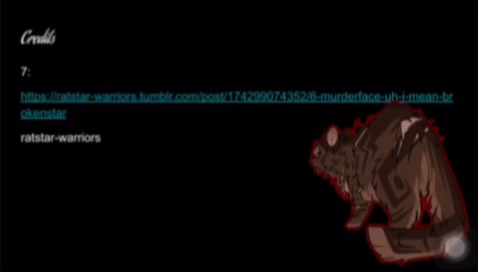 Credits
7:
https://ratstar-warriors.tumblr.com/post/174299074352/6-murderface-uh-i-mean-br
okenstar
ratstar-warriors